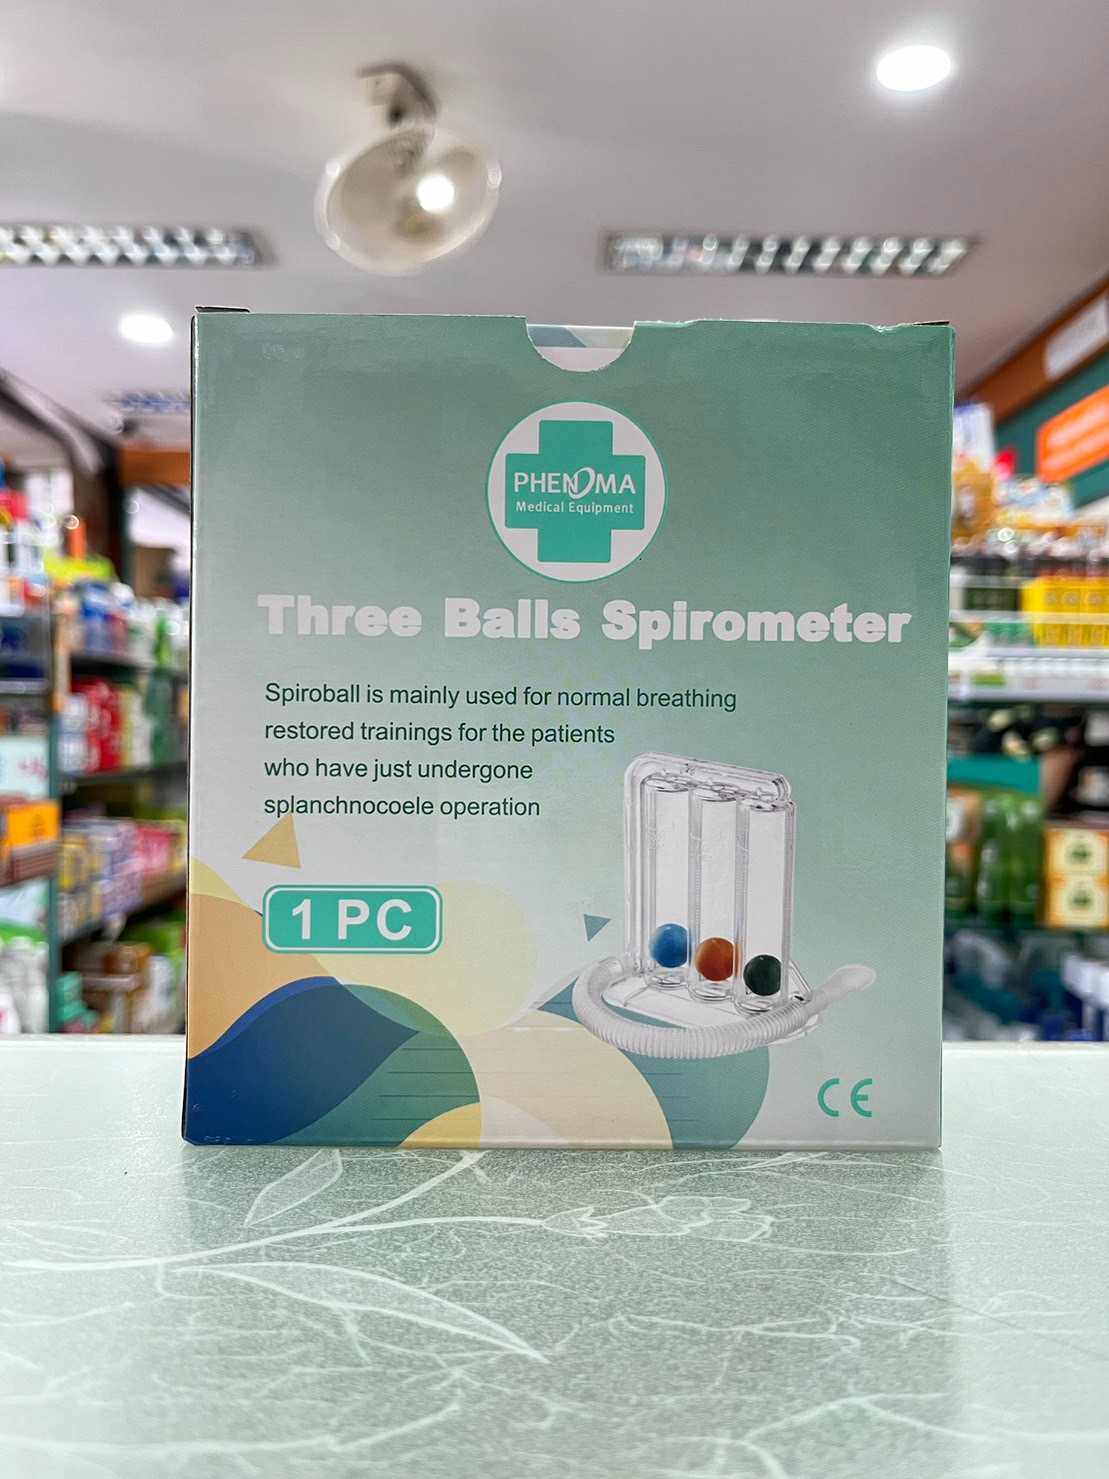 PHENOMA
Medical Equipment
Three Balls Spirometer
Spiroball is mainly used for normal breathing
restored trainings for the patients
who have just undergone
splanchnocoele operation
1 PC
CE